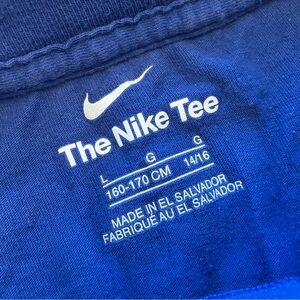 The Nike Tee
L G G
160-170 CM 14/16
MADE IN EL SALVADOR
FABRIQUÉ AU EL SALVADOR